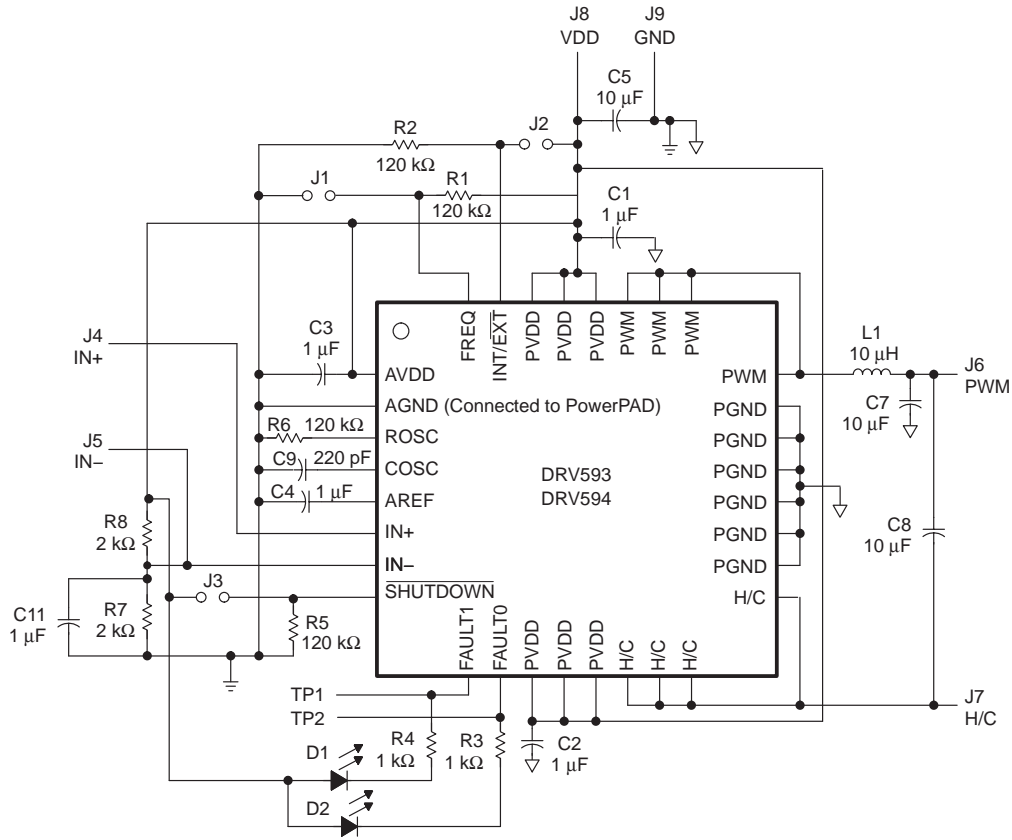 J8
VDD
J9
GND
C5
10 μF
J2
R2
120 kΩ
J1
R1
120 kΩ
C1
1 μF
FREQ
INT/EXT
PVDD
PVDD
PVDD
PWM
PWM
PWM
J4
IN+
C3
1 μF
AVDD
AGND (Connected to PowerPAD)
R6 120 kΩ
ROSC
C9 220 pF
COSC
C4 1 μF
AREF
IN+
IN–
SHUTDOWN
J5
IN–
R8
2 kΩ
J3
C11
1 μF
R7
2 kΩ
R5
120 kΩ
DRV593
DRV594
PWM
PGND
PGND
PGND
PGND
PGND
PGND
H/C
L1
10 μH
J6
PWM
C7
10 μF
C8
10 μF
FAULT1
FAULT0
PVDD
PVDD
PVDD
H/C
H/C
H/C
TP1
TP2
J7
H/C
R4
1 kΩ
R3
1 kΩ
C2
1 μF
D1
D2